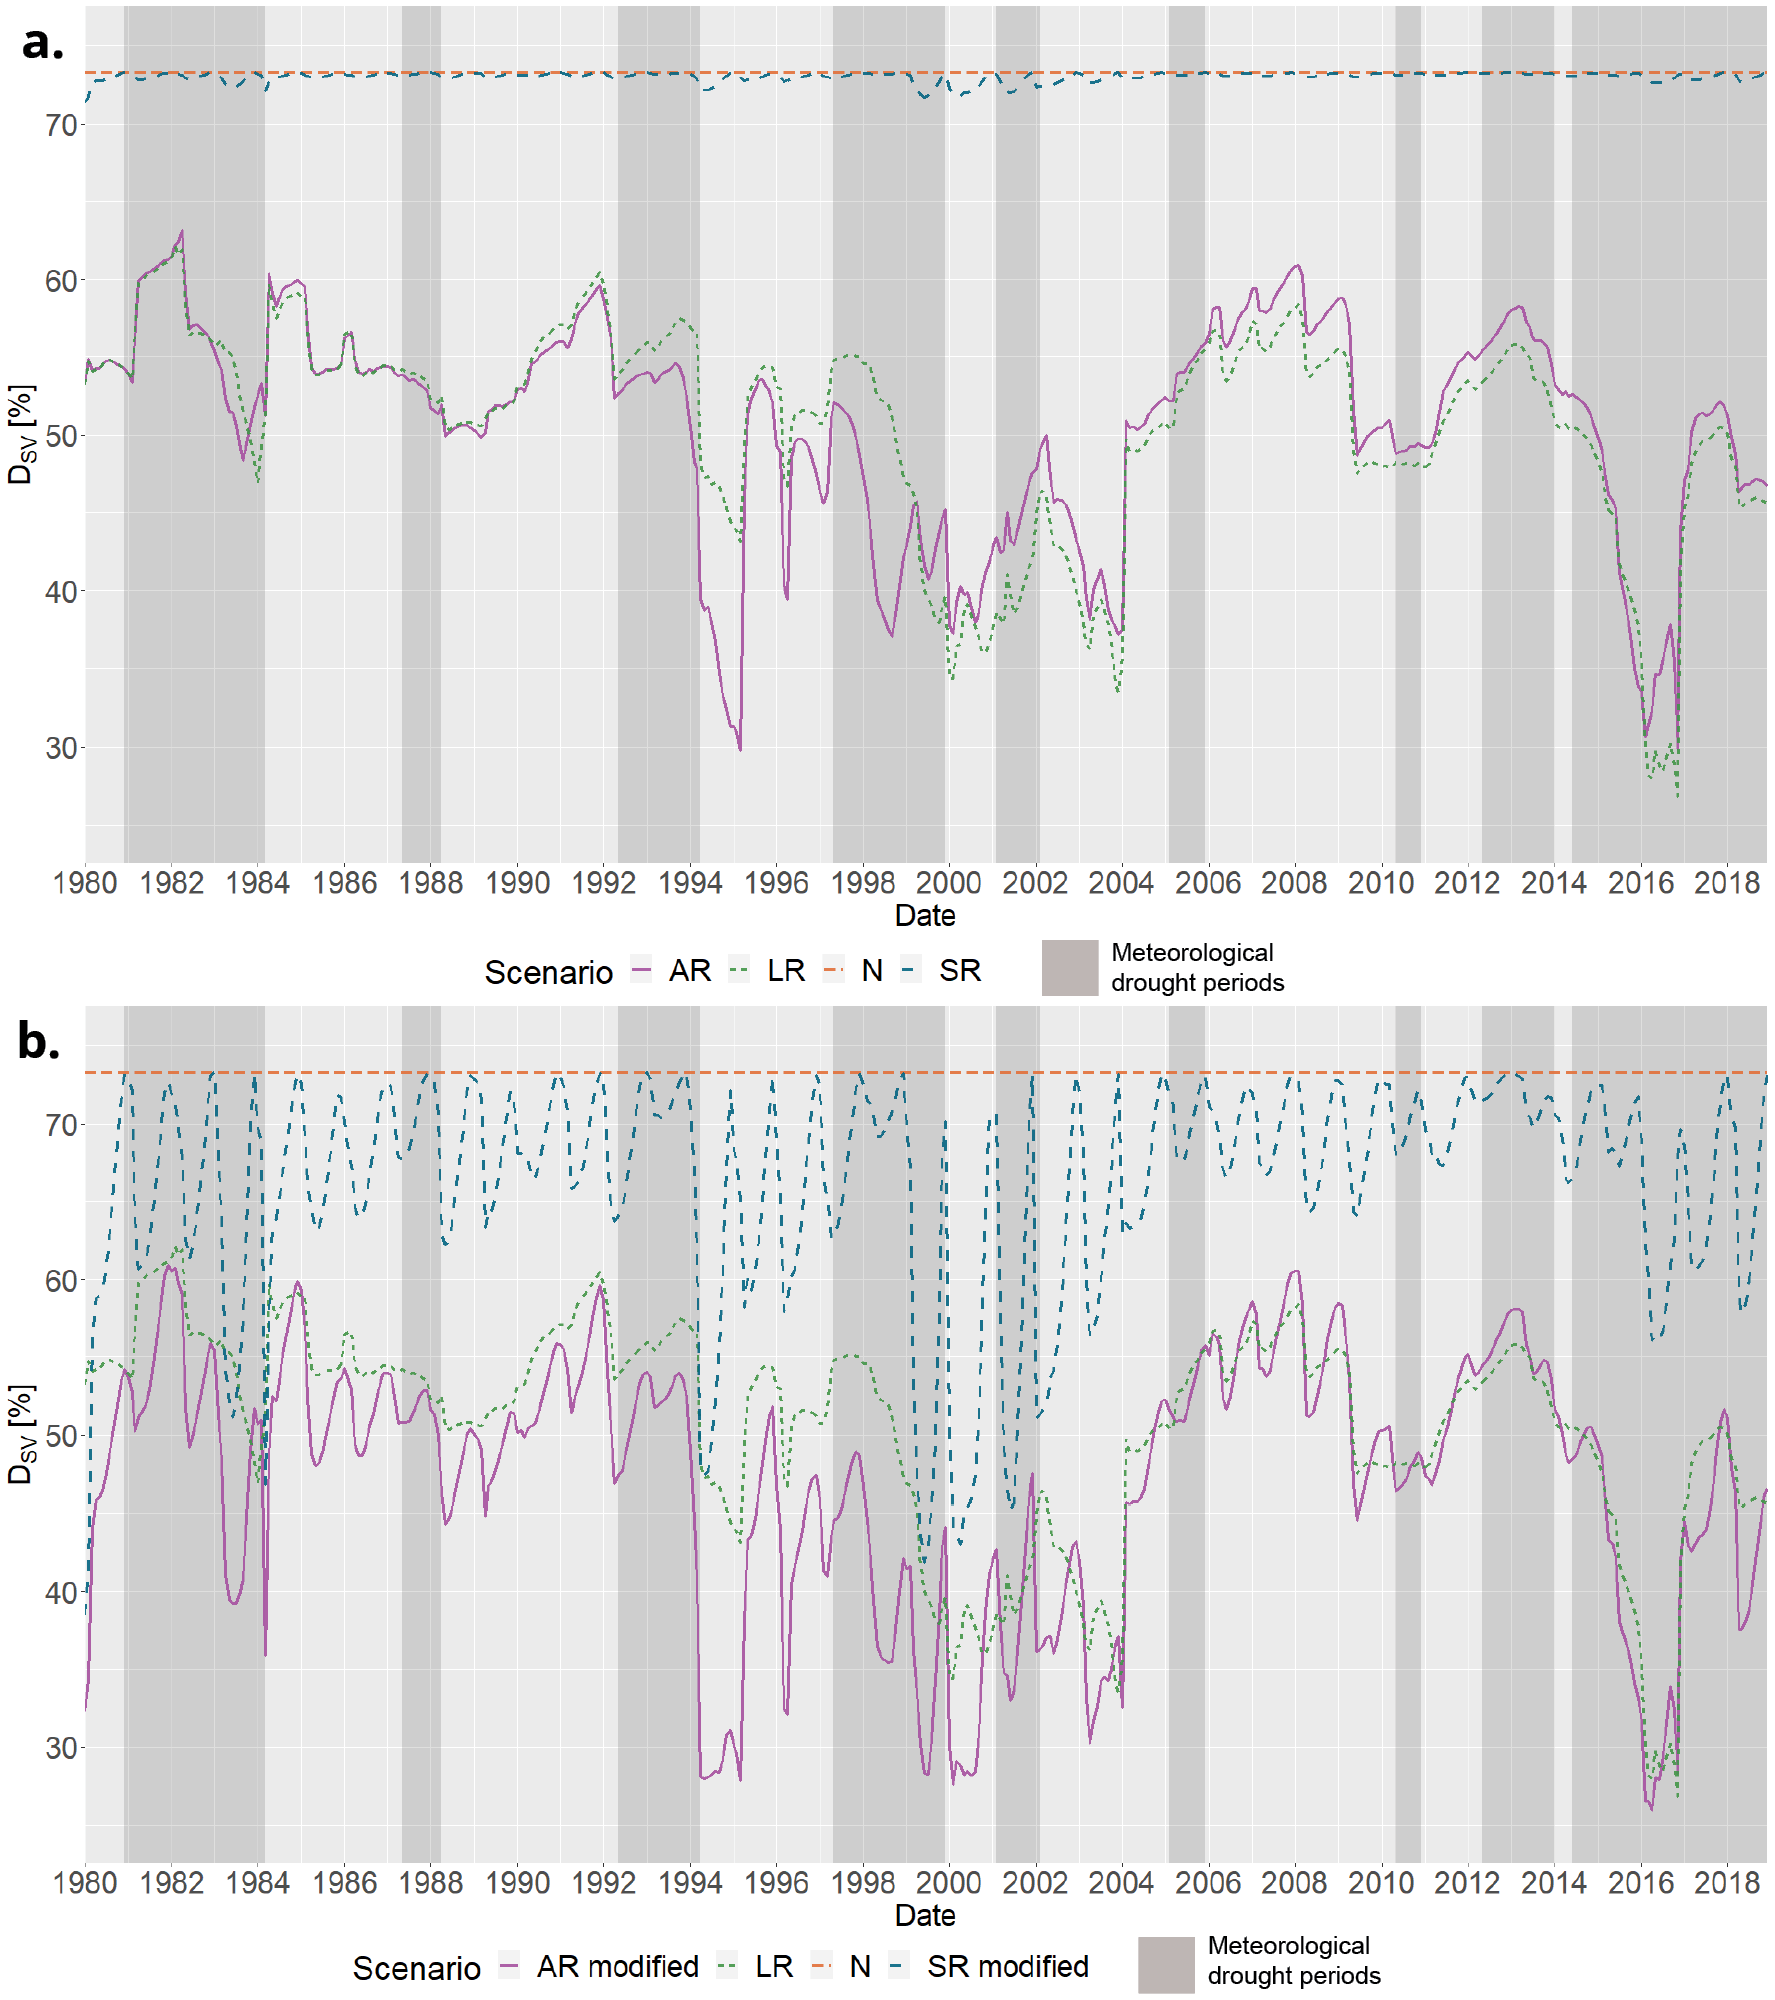 a.
70
60
50
40
30
D_SV [%]
1980 1982 1984 1986 1988 1990 1992 1994 1996 1998 2000 2002 2004 2006 2008 2010 2012 2014 2016 2018
Date
Scenario AR LR N SR
Meteorological
drought periods
b.
70
60
50
40
30
D_SV [%]
1980 1982 1984 1986 1988 1990 1992 1994 1996 1998 2000 2002 2004 2006 2008 2010 2012 2014 2016 2018
Date
Scenario AR modified LR N SR modified
Meteorological
drought periods